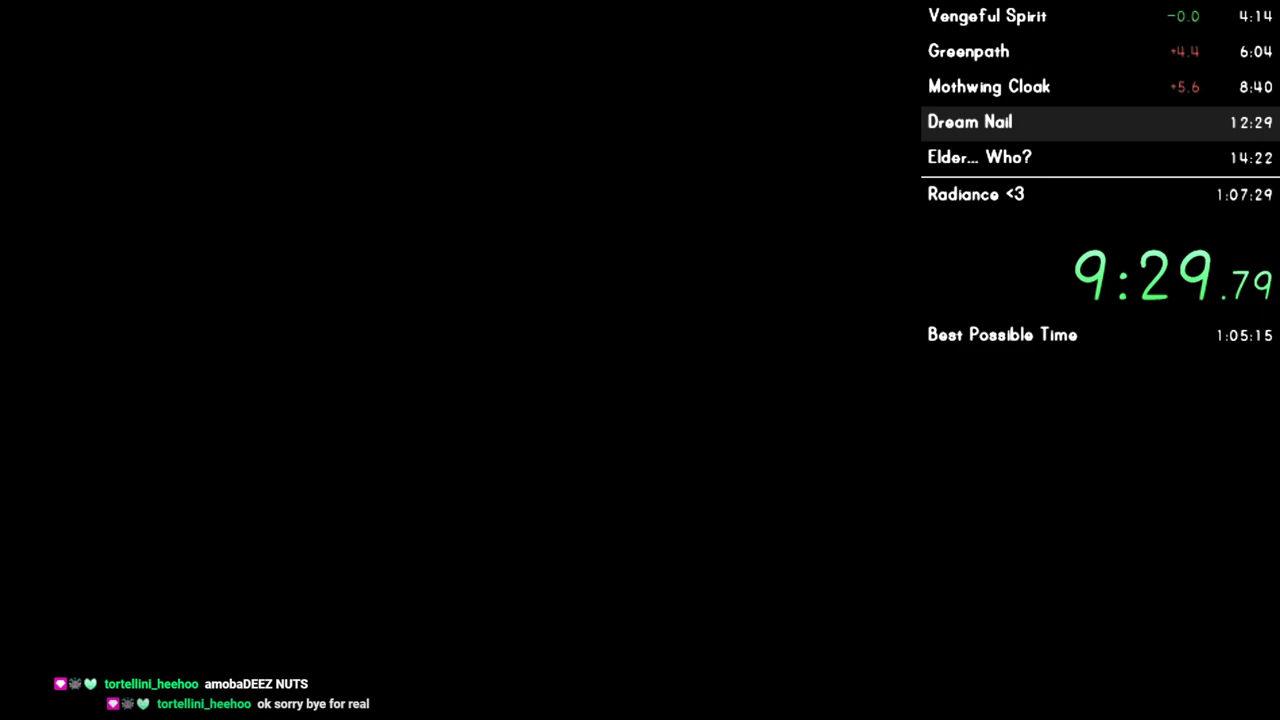 Vengeful Spirit -0.0 4:14
Greenpath +4.4 6:04
Mothwing Cloak +5.6 8:40
Dream Nail 12:29
Elder... Who? 14:22
Radiance <3 1:07:29
9:29.79
Best Possible Time 1:05:15
tortellini_heehoo amobaDEEZ NUTS
tortellini_heehoo ok sorry bye for real